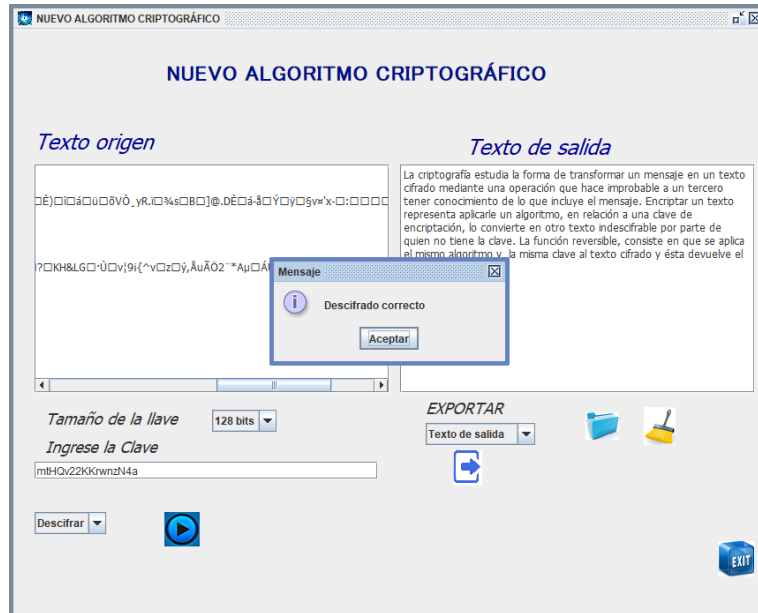 NUEVO ALGORITMO CRIPTOGRÁFICO
NUEVO ALGORITMO CRIPTOGRÁFICO
Texto origen
Texto de salida
La criptografía estudia la forma de transformar un mensaje en un texto
cifrado mediante una operación que hace improbable a un tercero
tener conocimiento de lo que incluye el mensaje. Encriptar un texto
representa aplicarle un algoritmo, en relación a una clave de
encriptación, lo convierte en otro texto indescifrable por parte de
quien no tiene la clave. La función reversible, consiste en que se aplica
el mismo algoritmo y la misma clave al texto cifrado y ésta devuelve el
Mensaje
Descifrado correcto
Aceptar
Tamaño de la llave
128 bits
Ingrese la Clave
mtHQv22KKrwnzN4a
EXPORTAR
Texto de salida
Descifrar
EXIT